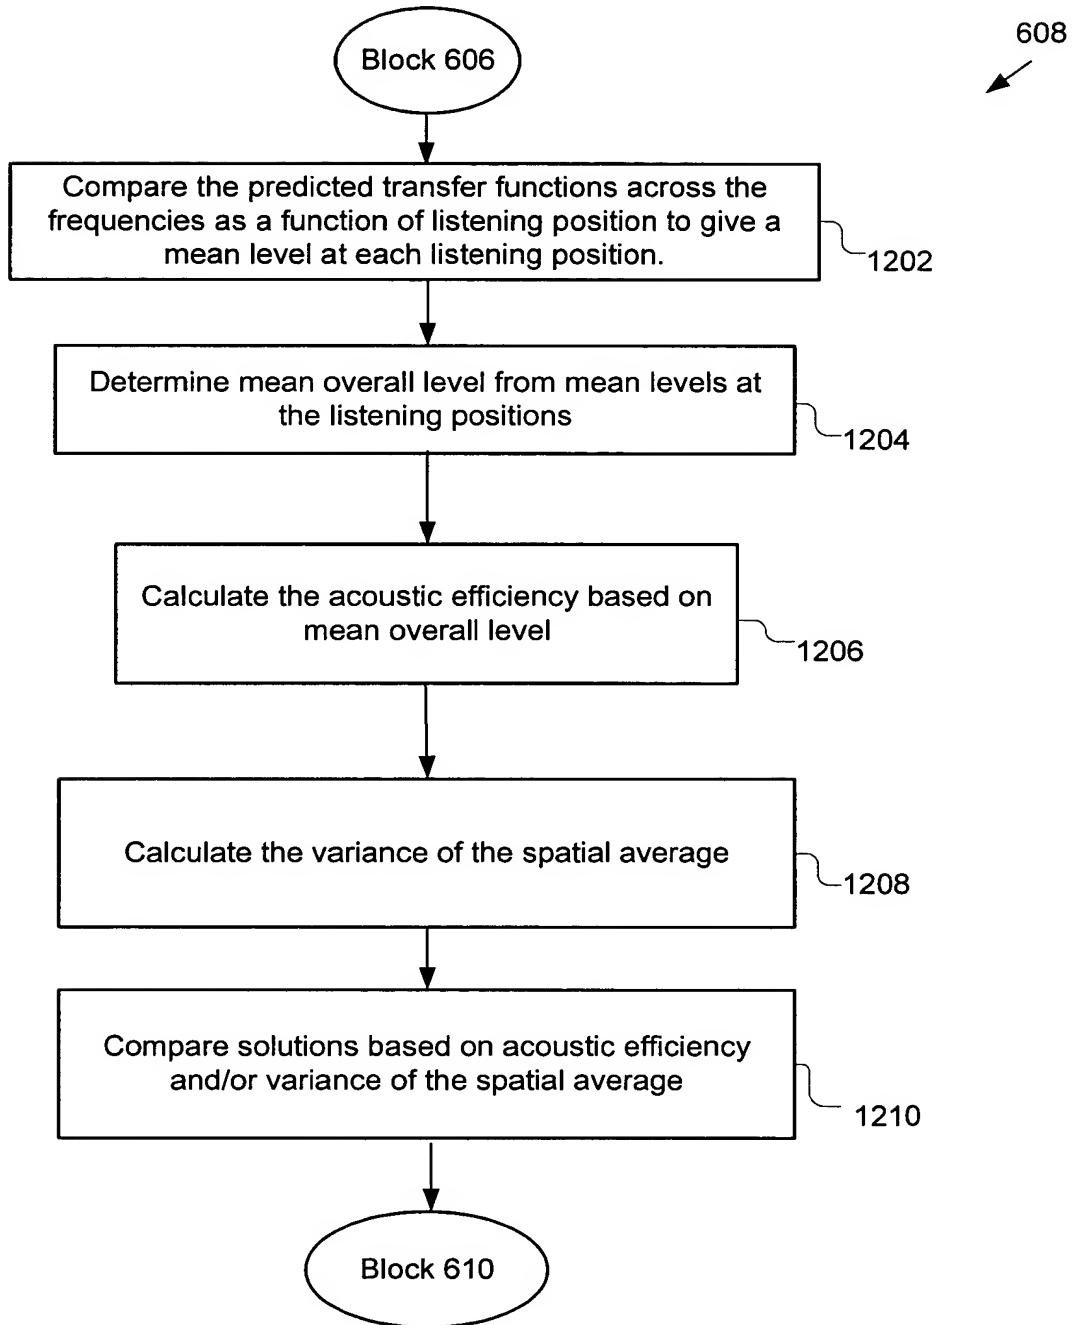 Block 606
608
Compare the predicted transfer functions across the
frequencies as a function of listening position to give a
mean level at each listening position.
1202
Determine mean overall level from mean levels at
the listening positions
1204
Calculate the acoustic efficiency based on
mean overall level
1206
Calculate the variance of the spatial average
1208
Compare solutions based on acoustic efficiency
and/or variance of the spatial average
1210
Block 610